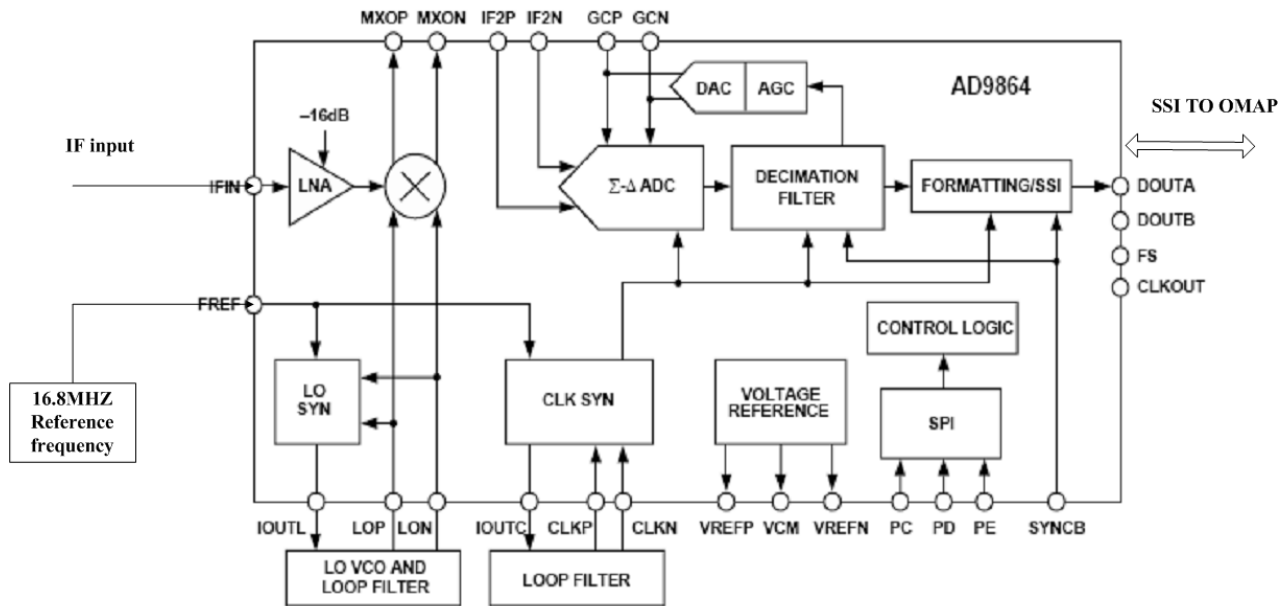 MXOP MXON IF2P IF2N GCP GCN
DAC AGC
AD9864
SSI TO OMAP
–16dB
IF input
IFIN
LNA
Σ-Δ ADC
DECIMATION
FILTER
FORMATTING/SSI
DOUTA
DOUTB
FS
CLKOUT
FREF
CONTROL LOGIC
16.8MHZ
Reference
frequency
LO
SYN
CLK SYN
VOLTAGE
REFERENCE
SPI
IOUTL LOP LON IOUTC CLKP CLKN VREFP VCM VREFN PC PD PE SYNCB
LO VCO AND
LOOP FILTER
LOOP FILTER